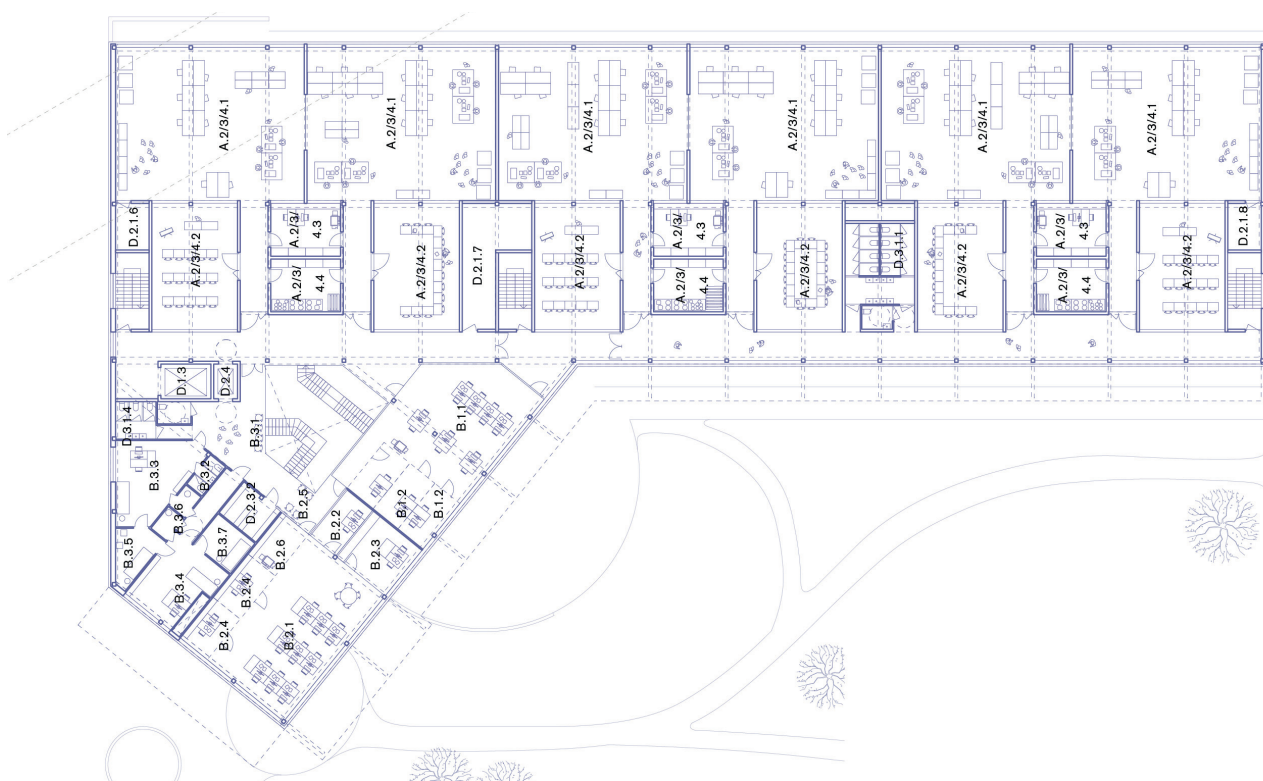 A.2/3/4.1
A.2/3/4.1
A.2/3/4.1
A.2/3/4.1
A.2/3/4.1
A.2/3/4.1
D.2.1.6
A.2/3/4.2
A.2/3/
4.3
A.2/3/
4.4
A.2/3/4.2
D.2.1.7
A.2/3/4.2
A.2/3/
4.3
A.2/3/
4.4
A.2/3/4.2
D.3.1.1
A.2/3/4.2
A.2/3/
4.3
A.2/3/
4.4
A.2/3/4.2
D.2.1.8
D.1.3
D.2.4
D.3.1.4
B.3.1
B.1.1
B.3.3
B.3.2
B.3.6
D.2.3.2
B.2.5
B.1.2
B.1.2
B.2.2
B.3.5
B.3.7
B.2.6
B.2.3
B.3.4
B.2.4
B.2.4
B.2.1